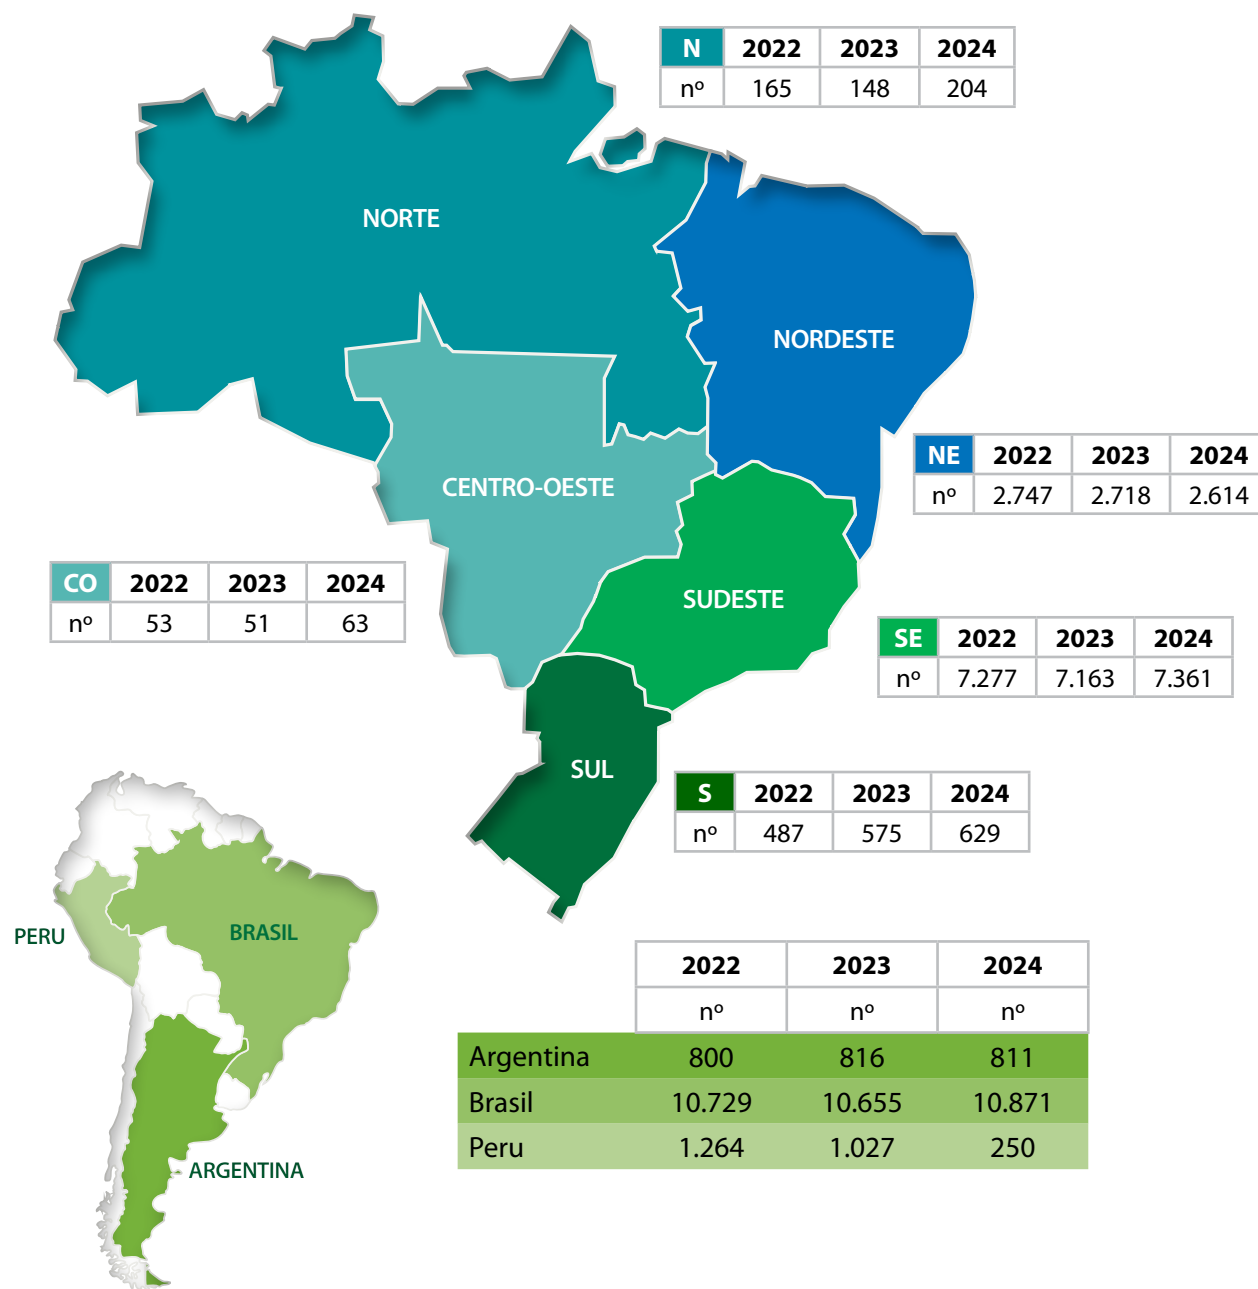 N 2022 2023 2024
nº 165 148 204
NORTE
NORDESTE
NE 2022 2023 2024
nº 2.747 2.718 2.614
CENTRO-OESTE
CO 2022 2023 2024
nº 53 51 63
SUDESTE
SE 2022 2023 2024
nº 7.277 7.163 7.361
SUL
S 2022 2023 2024
nº 487 575 629
PERU
BRASIL
ARGENTINA
2022 2023 2024
nº nº nº
Argentina 800 816 811
Brasil 10.729 10.655 10.871
Peru 1.264 1.027 250